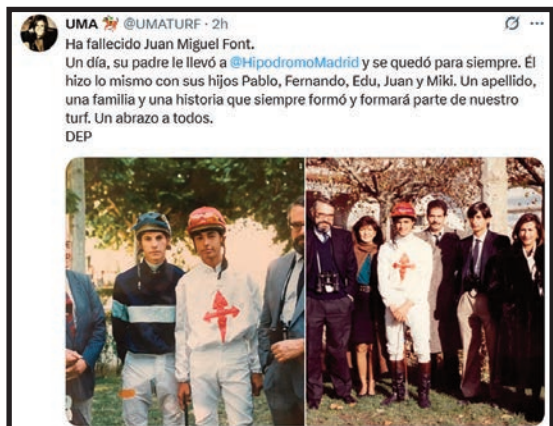 UMA 🏇 @UMATURF · 2h
Ha fallecido Juan Miguel Font.
Un día, su padre le llevó a @HipodromoMadrid y se quedó para siempre. Él
hizo lo mismo con sus hijos Pablo, Fernando, Edu, Juan y Miki. Un apellido,
una familia y una historia que siempre formó y formará parte de nuestro
turf. Un abrazo a todos.
DEP